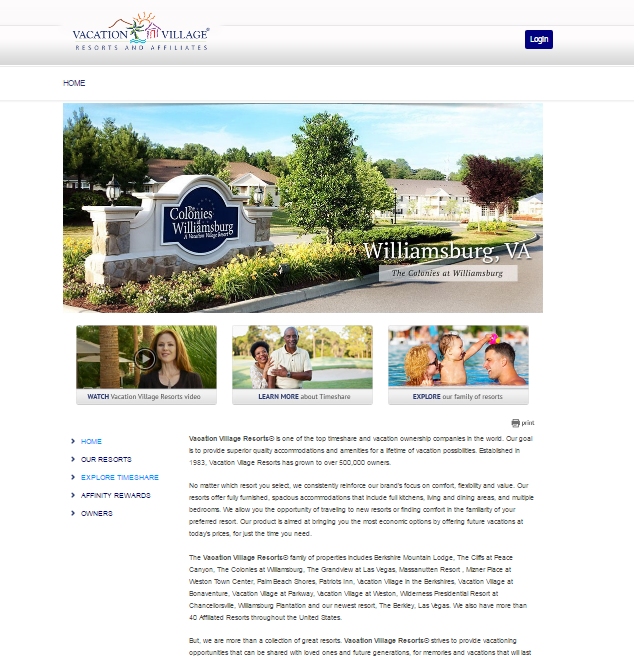 VACATION VILLAGE®
RESORTS AND AFFILIATES
Login
HOME
The
Colonies
at
Williamsburg
A Vacation Village Resort
Williamsburg, VA
The Colonies at Williamsburg
WATCH Vacation Village Resorts video
LEARN MORE about Timeshare
EXPLORE our family of resorts
print
HOME
OUR RESORTS
EXPLORE TIMESHARE
AFFINITY REWARDS
OWNERS
Vacation Village Resorts® is one of the top timeshare and vacation ownership companies in the world. Our goal
is to provide superior quality accommodations and amenities for a lifetime of vacation possibilities. Established in
1983, Vacation Village Resorts has grown to over 500,000 owners.
No matter which resort you select, we consistently reinforce our brand's focus on comfort, flexibility and value. Our
resorts offer fully furnished, spacious accommodations that include full kitchens, living and dining areas, and multiple
bedrooms. We allow you the opportunity of traveling to new resorts or finding comfort in the familiarity of your
preferred resort. Our product is aimed at bringing you the most economic options by offering future vacations at
today's prices, for just the time you need.
The Vacation Village Resorts® family of properties includes Berkshire Mountain Lodge, The Cliffs at Peace
Canyon, The Colonies at Williamsburg, The Grandview at Las Vegas, Massanutten Resort , Mizner Place at
Weston Town Center, Palm Beach Shores, Patriots Inn, Vacation Village in the Berkshires, Vacation Village at
Bonaventure, Vacation Village at Parkway, Vacation Village at Weston, Wilderness Presidential Resort at
Chancellorsville, Williamsburg Plantation and our newest resort, The Berkley, Las Vegas. We also have more than
40 Affiliated Resorts throughout the United States.
But, we are more than a collection of great resorts. Vacation Village Resorts® strives to provide vacationing
opportunities that can be shared with loved ones and future generations, for memories and vacations that will last